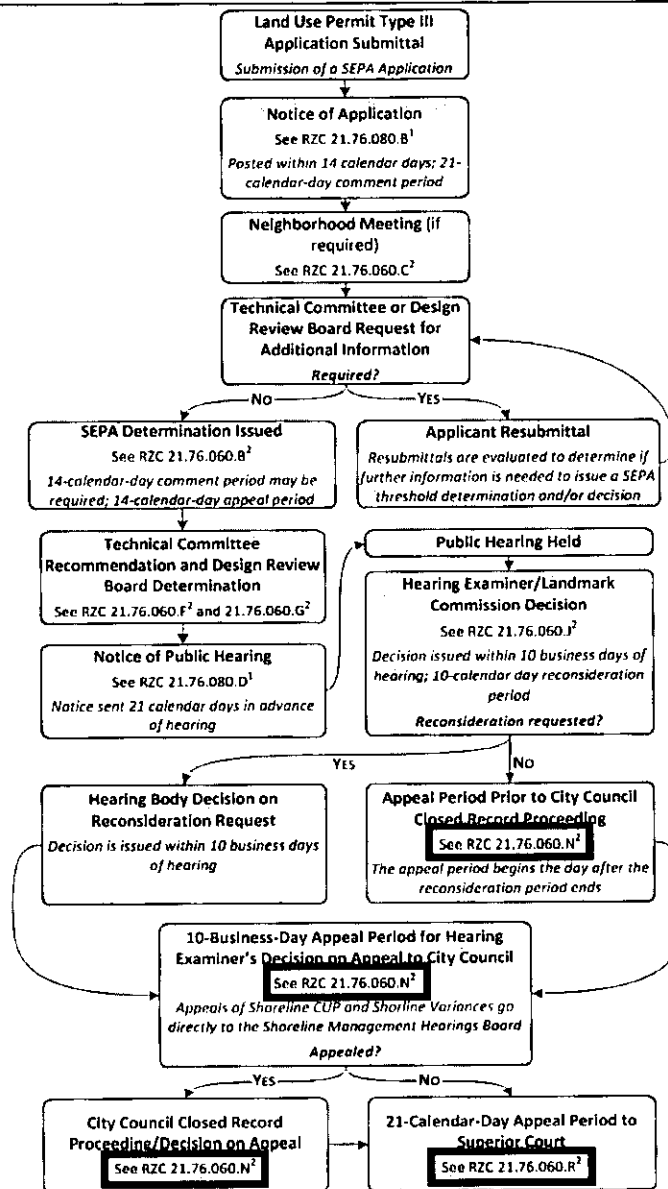 Land Use Permit Type III
Application Submittal
Submission of a SEPA Application
Notice of Application
See RZC 21.76.080.B¹
Posted within 14 calendar days; 21-
calendar-day comment period
Neighborhood Meeting (if
required)
See RZC 21.76.060.C²
Technical Committee or Design
Review Board Request for
Additional Information
Required?
NO
YES
SEPA Determination Issued
See RZC 21.76.060.B²
14-calendar-day comment period may be
required; 14-calendar-day appeal period
Applicant Resubmittal
Resubmittals are evaluated to determine if
further information is needed to issue a SEPA
threshold determination and/or decision
Technical Committee
Recommendation and Design Review
Board Determination
See RZC 21.76.060.F² and 21.76.060.G²
Notice of Public Hearing
See RZC 21.76.080.D¹
Notice sent 21 calendar days in advance
of hearing
Public Hearing Held
Hearing Examiner/Landmark
Commission Decision
See RZC 21.76.060.J²
Decision issued within 10 business days of
hearing; 10-calendar day reconsideration
period
Reconsideration requested?
YES
NO
Hearing Body Decision on
Reconsideration Request
Decision is issued within 10 business days
of hearing
Appeal Period Prior to City Council
Closed Record Proceeding
See RZC 21.76.060.N²
The appeal period begins the day after the
reconsideration period ends
10-Business-Day Appeal Period for Hearing
Examiner's Decision on Appeal to City Council
See RZC 21.76.060.N²
Appeals of Shoreline CUP and Shorline Variances go
directly to the Shoreline Management Hearings Board
Appealed?
YES
NO
City Council Closed Record
Proceeding/Decision on Appeal
See RZC 21.76.060.N²
21-Calendar-Day Appeal Period to
Superior Court
See RZC 21.76.060.R²